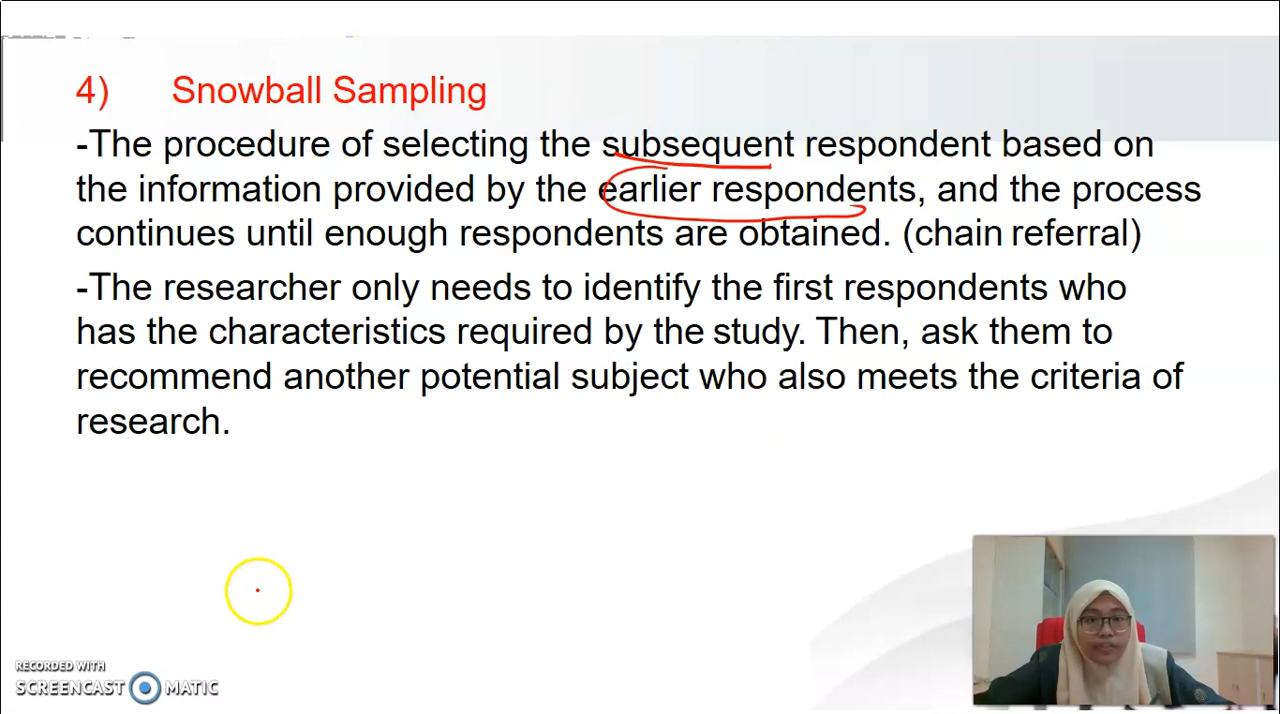 4) Snowball Sampling
-The procedure of selecting the subsequent respondent based on
the information provided by the earlier respondents, and the process
continues until enough respondents are obtained. (chain referral)
-The researcher only needs to identify the first respondents who
has the characteristics required by the study. Then, ask them to
recommend another potential subject who also meets the criteria of
research.
RECORDED WITH
SCREENCAST MATIC